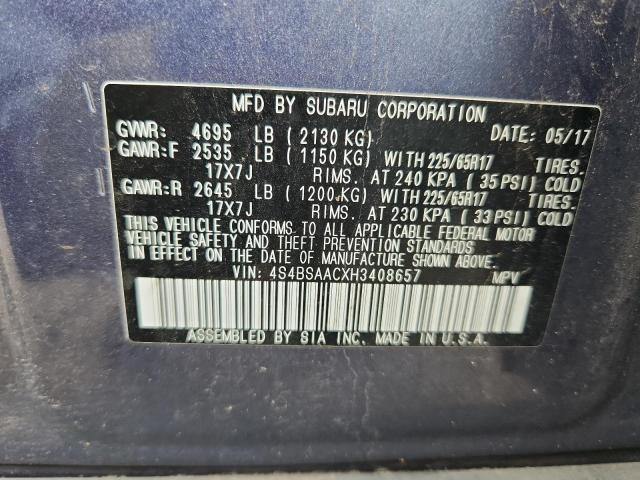 MFD BY SUBARU CORPORATION
GVWR: 4695 LB ( 2130 KG) DATE: 05/17
GAWR:F 2535 LB ( 1150 KG) WITH 225/65R17 TIRES.
17X7J RIMS. AT 240 KPA ( 35 PSI) COLD
GAWR:R 2645 LB ( 1200 KG) WITH 225/65R17 TIRES.
17X7J RIMS. AT 230 KPA ( 33 PSI) COLD
THIS VEHICLE CONFORMS TO ALL APPLICABLE FEDERAL MOTOR
VEHICLE SAFETY AND THEFT PREVENTION STANDARDS
IN EFFECT ON THE DATE OF MANUFACTURE SHOWN ABOVE.
VIN: 4S4BSAACXH3408657 MPV
ASSEMBLED BY SIA INC. MADE IN U.S.A.